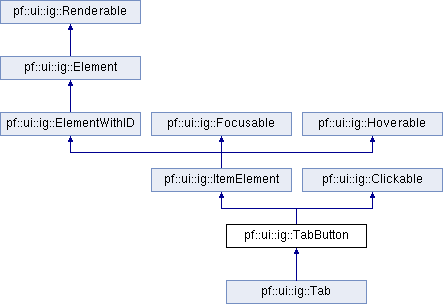 pf::ui::ig::Renderable
pf::ui::ig::Element
pf::ui::ig::ElementWithID
pf::ui::ig::Focusable
pf::ui::ig::Hoverable
pf::ui::ig::ItemElement
pf::ui::ig::Clickable
pf::ui::ig::TabButton
pf::ui::ig::Tab